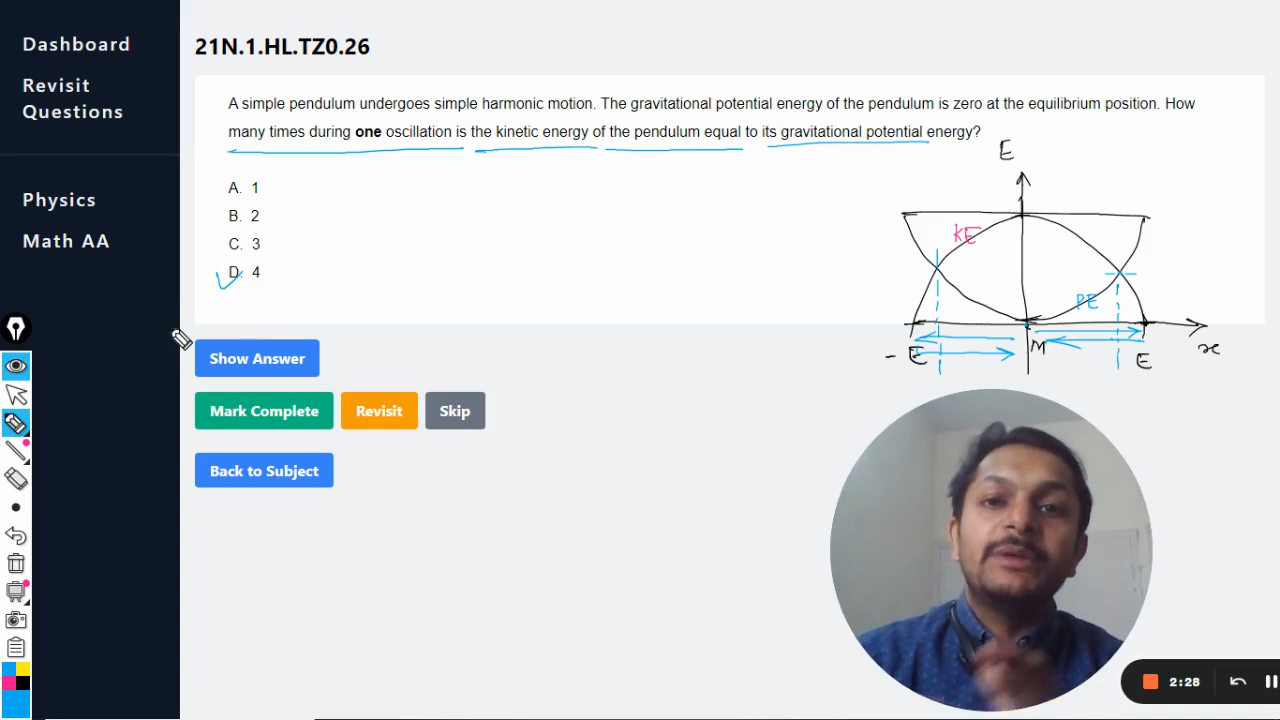 Dashboard
Revisit
Questions
Physics
Math AA
21N.1.HL.TZ0.26
A simple pendulum undergoes simple harmonic motion. The gravitational potential energy of the pendulum is zero at the equilibrium position. How
many times during one oscillation is the kinetic energy of the pendulum equal to its gravitational potential energy?
A. 1
B. 2
C. 3
D. 4
E
KE
PE
- E
M
E
x
Show Answer
Mark Complete
Revisit
Skip
Back to Subject
2:28